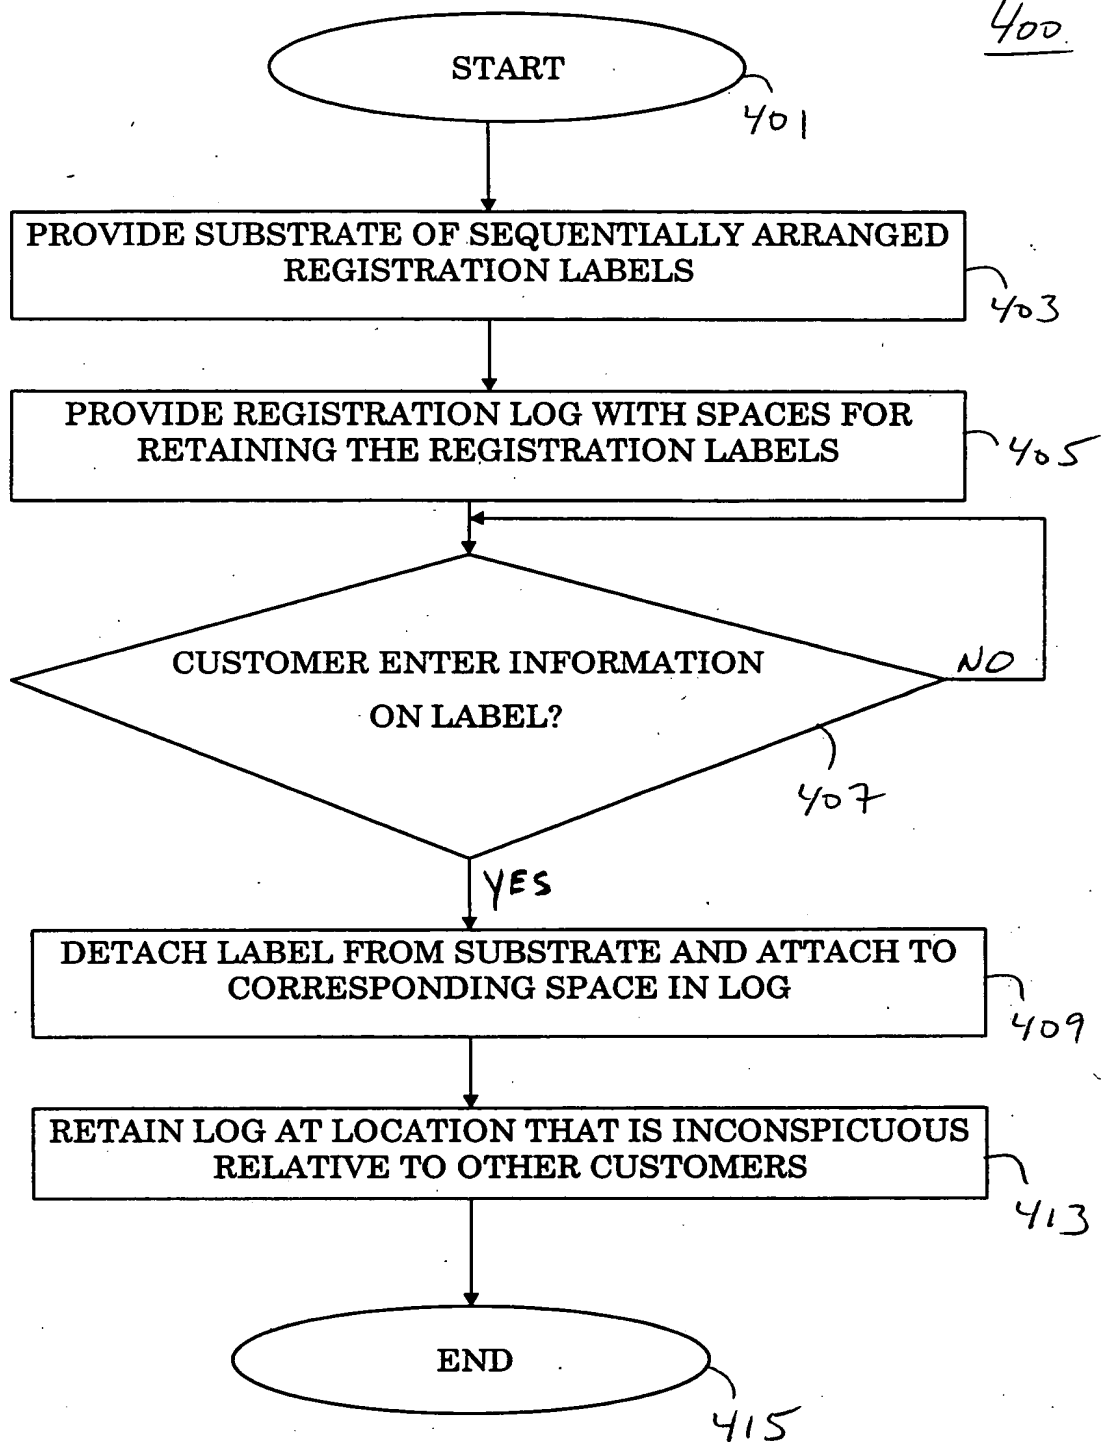 400.
START
401
PROVIDE SUBSTRATE OF SEQUENTIALLY ARRANGED
REGISTRATION LABELS
403
PROVIDE REGISTRATION LOG WITH SPACES FOR
RETAINING THE REGISTRATION LABELS
405
CUSTOMER ENTER INFORMATION
ON LABEL?
NO
407
YES
DETACH LABEL FROM SUBSTRATE AND ATTACH TO
CORRESPONDING SPACE IN LOG
409
RETAIN LOG AT LOCATION THAT IS INCONSPICUOUS
RELATIVE TO OTHER CUSTOMERS
413
END
415